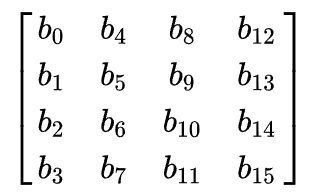 b₀ b₄ b₈ b₁₂
b₁ b₅ b₉ b₁₃
b₂ b₆ b₁₀ b₁₄
b₃ b₇ b₁₁ b₁₅